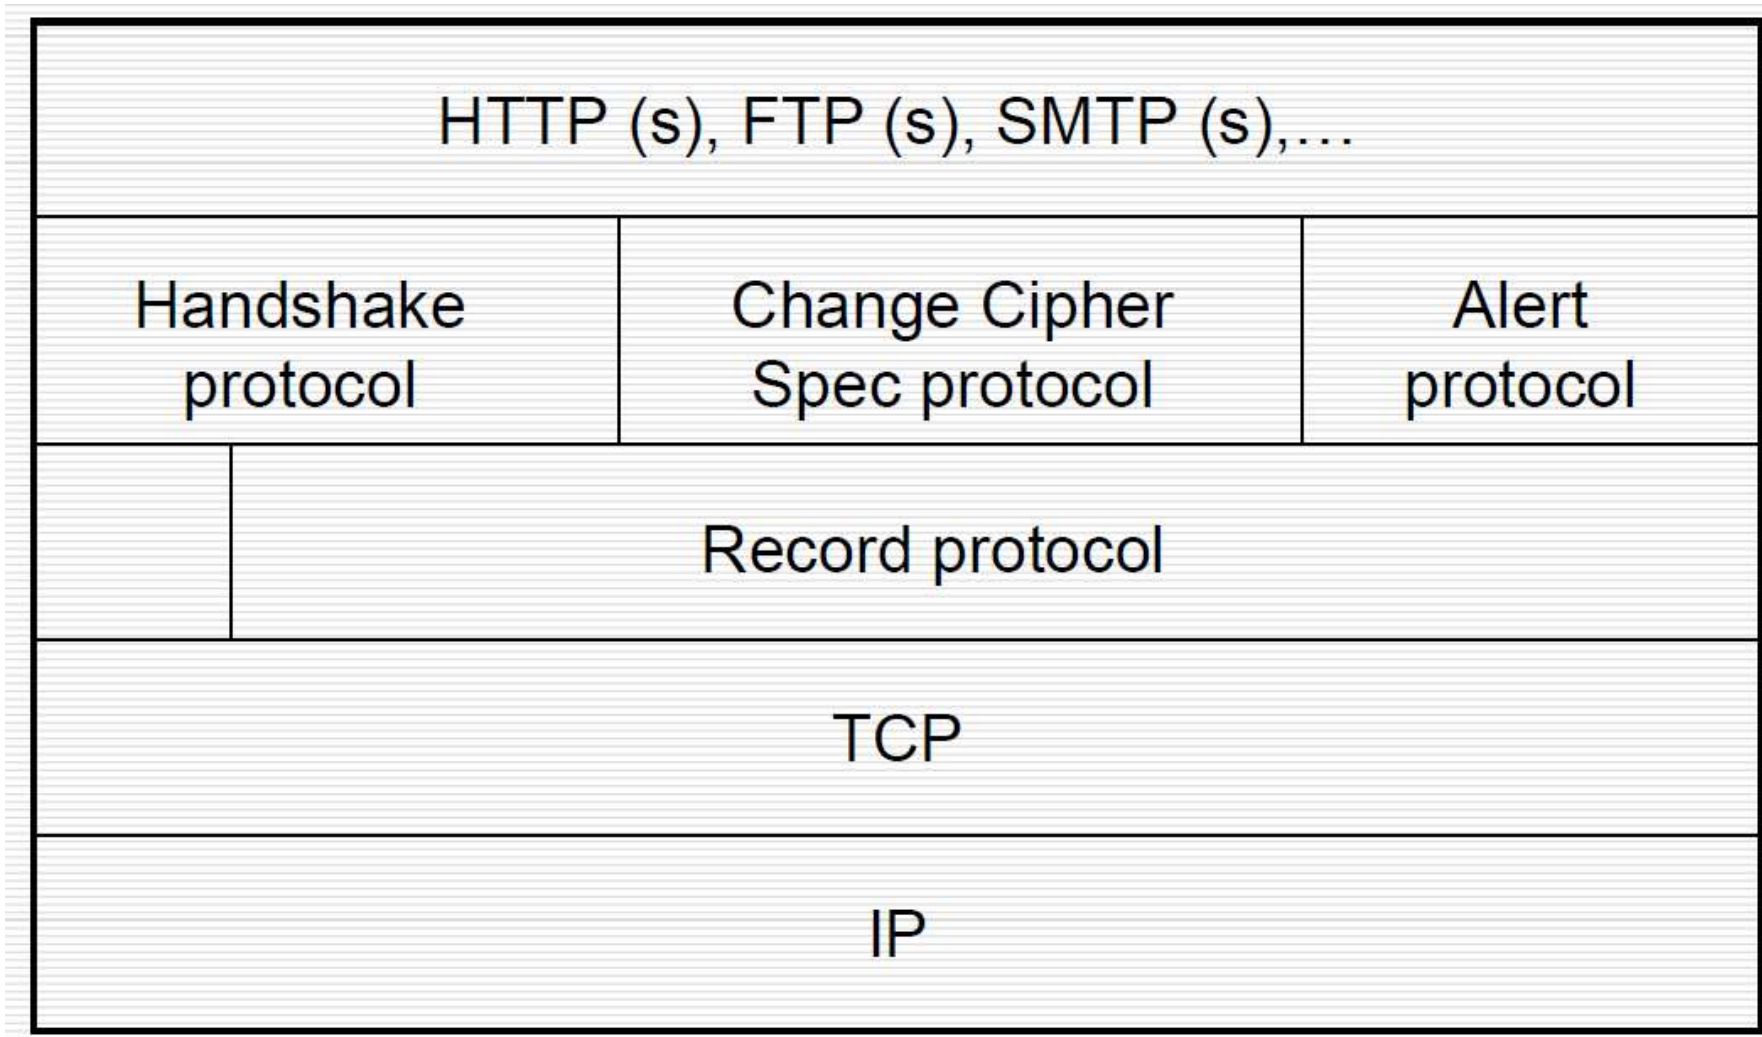 HTTP (s), FTP (s), SMTP (s),…
Handshake
protocol
Change Cipher
Spec protocol
Alert
protocol
Record protocol
TCP
IP